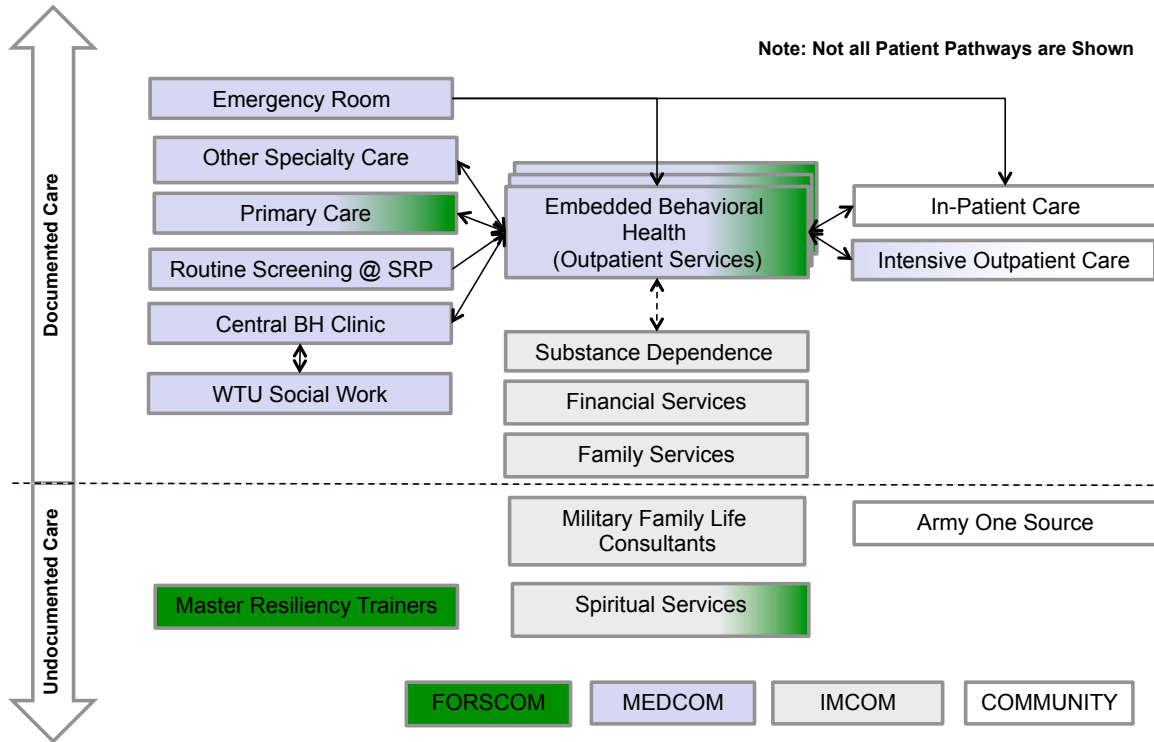 Note: Not all Patient Pathways are Shown
Documented Care
Emergency Room
Other Specialty Care
Primary Care
Routine Screening @ SRP
Central BH Clinic
WTU Social Work
Embedded Behavioral
Health
(Outpatient Services)
In-Patient Care
Intensive Outpatient Care
Substance Dependence
Financial Services
Family Services
Undocumented Care
Military Family Life
Consultants
Army One Source
Master Resiliency Trainers
Spiritual Services
FORSCOM
MEDCOM
IMCOM
COMMUNITY